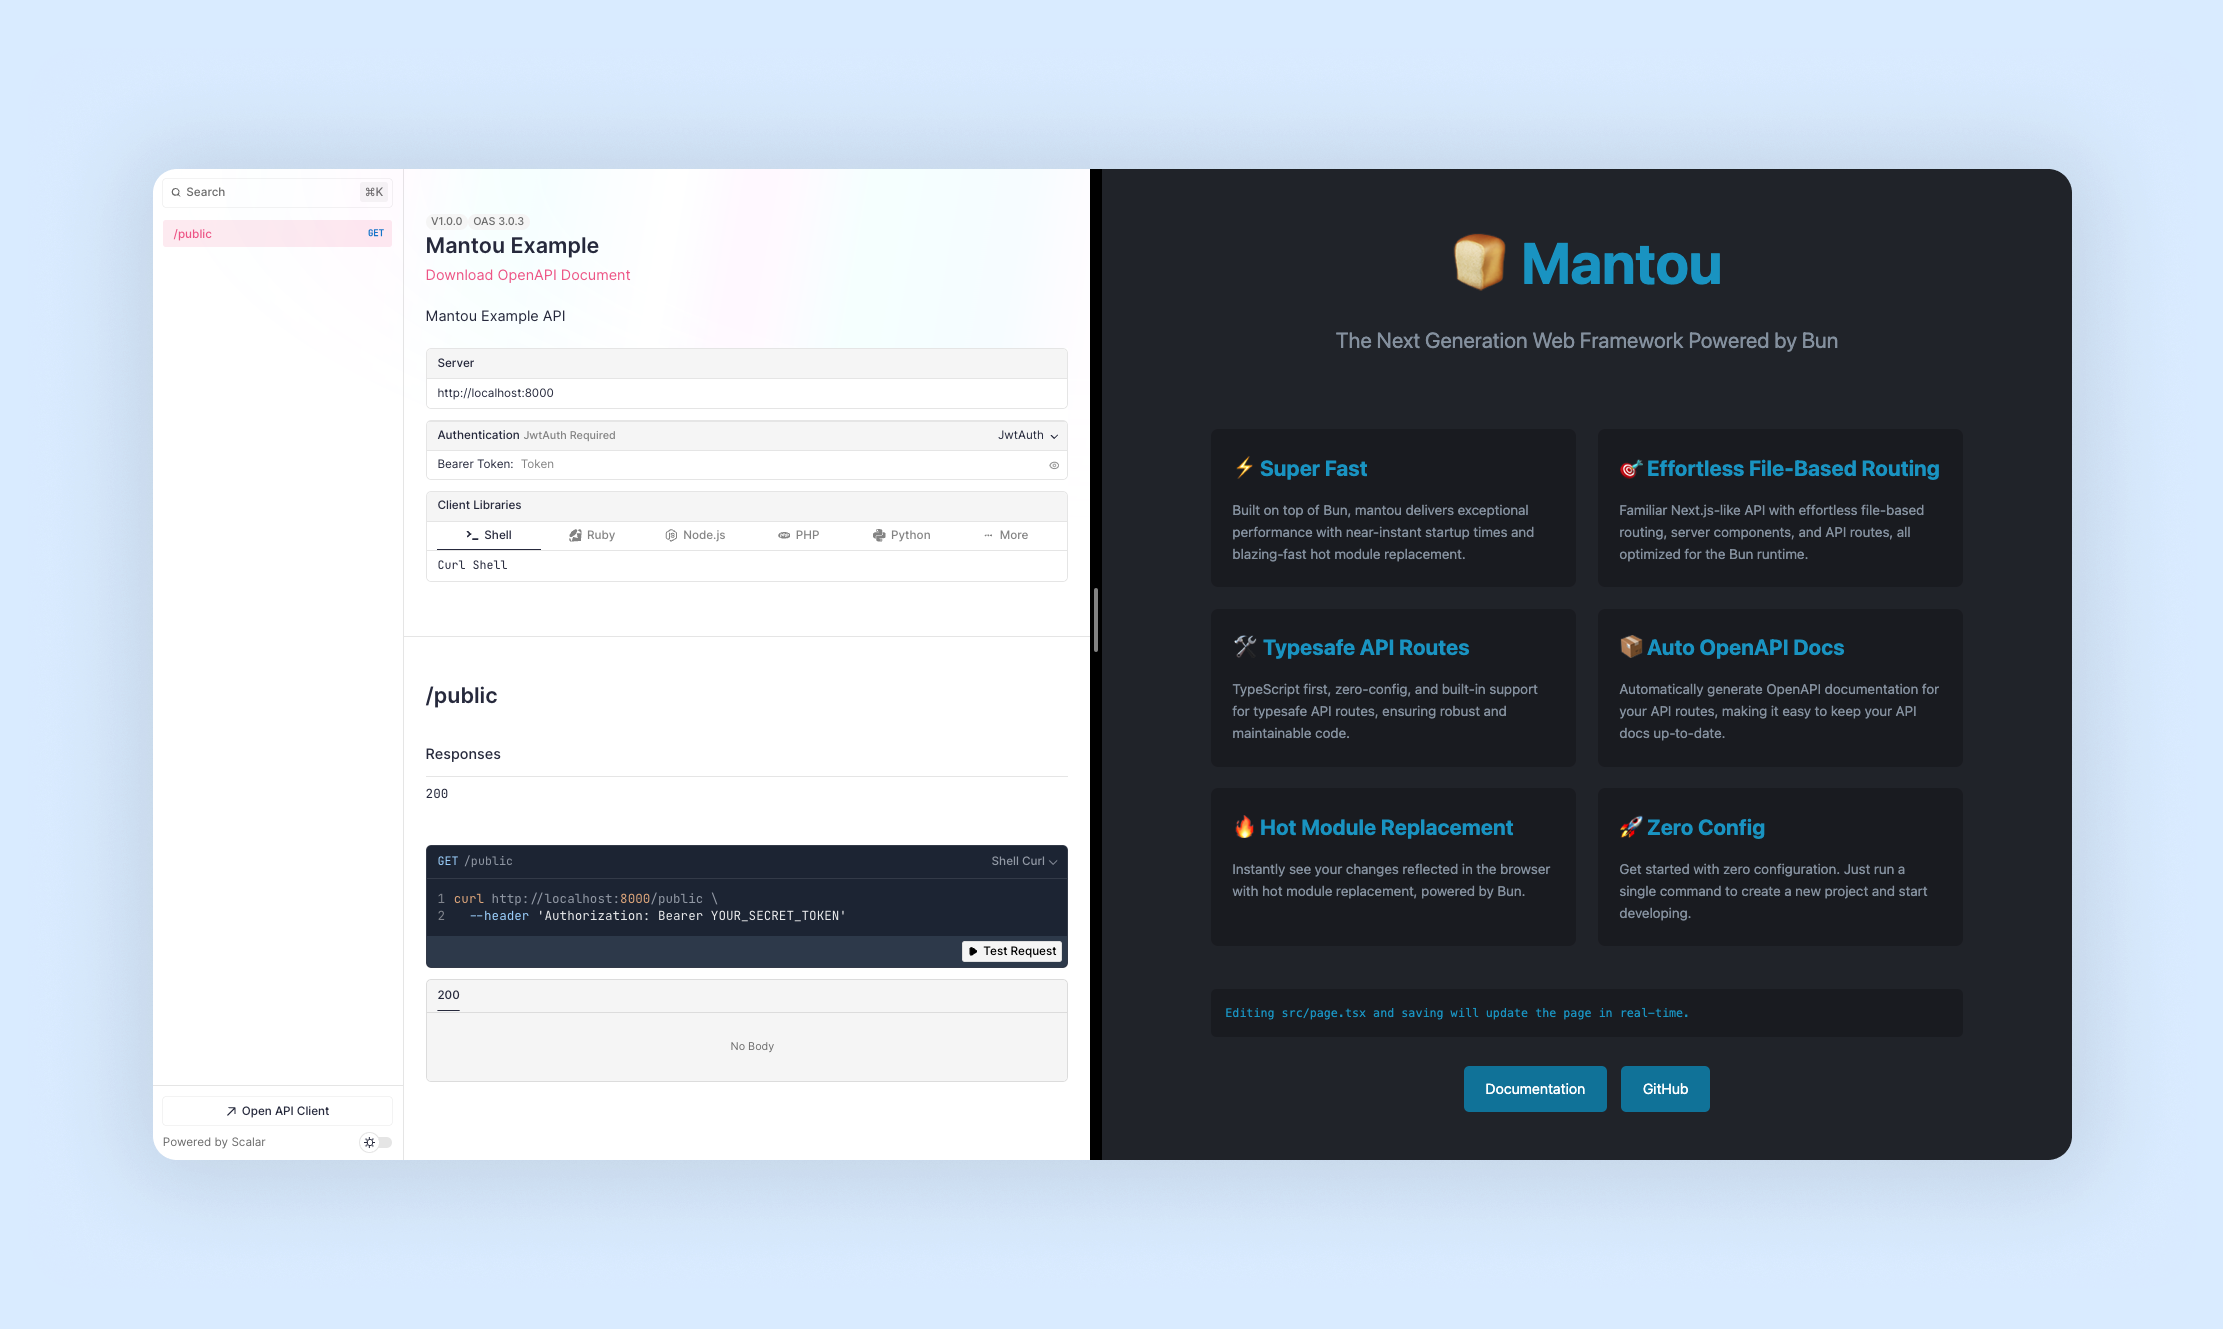 Search
⌘K
/public
GET
Open API Client
Powered by Scalar
V1.0.0 OAS 3.0.3
Mantou Example
Download OpenAPI Document
Mantou Example API
Server
http://localhost:8000
Authentication JwtAuth Required
JwtAuth
Bearer Token: Token
Client Libraries
Shell
Ruby
Node.js
PHP
Python
More
Curl Shell
/public
Responses
200
GET /public
Shell Curl
1 curl http://localhost:8000/public \
2 --header 'Authorization: Bearer YOUR_SECRET_TOKEN'
Test Request
200
No Body
Mantou
The Next Generation Web Framework Powered by Bun
Super Fast
Built on top of Bun, mantou delivers exceptional
performance with near-instant startup times and
blazing-fast hot module replacement.
Effortless File-Based Routing
Familiar Next.js-like API with effortless file-based
routing, server components, and API routes, all
optimized for the Bun runtime.
Typesafe API Routes
TypeScript first, zero-config, and built-in support
for typesafe API routes, ensuring robust and
maintainable code.
Auto OpenAPI Docs
Automatically generate OpenAPI documentation for
your API routes, making it easy to keep your API
docs up-to-date.
Hot Module Replacement
Instantly see your changes reflected in the browser
with hot module replacement, powered by Bun.
Zero Config
Get started with zero configuration. Just run a
single command to create a new project and start
developing.
Editing src/page.tsx and saving will update the page in real-time.
Documentation
GitHub